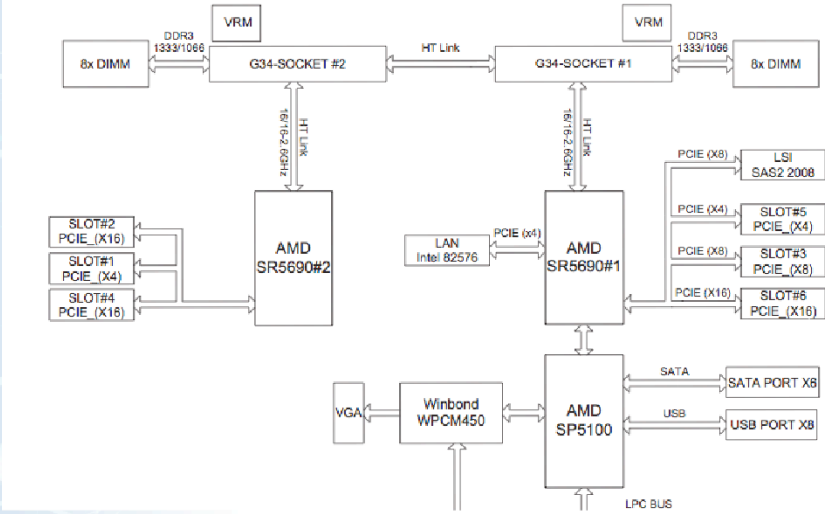 VRM
VRM
DDR3
1333/1066
HT Link
DDR3
1333/1066
8x DIMM
G34-SOCKET #2
G34-SOCKET #1
8x DIMM
HT Link
16/16-2.6GHz
HT Link
16/16-2.6GHz
PCIE (X8)
LSI
SAS2 2008
SLOT#2
PCIE_(X16)
SLOT#1
PCIE_(X4)
SLOT#4
PCIE_(X16)
AMD
SR5690#2
LAN
Intel 82576
PCIE (x4)
AMD
SR5690#1
PCIE (X4)
SLOT#5
PCIE_(X4)
PCIE (X8)
SLOT#3
PCIE_(X8)
PCIE (X16)
SLOT#6
PCIE_(X16)
VGA
Winbond
WPCM450
AMD
SP5100
SATA
SATA PORT X6
USB
USB PORT X8
LPC BUS